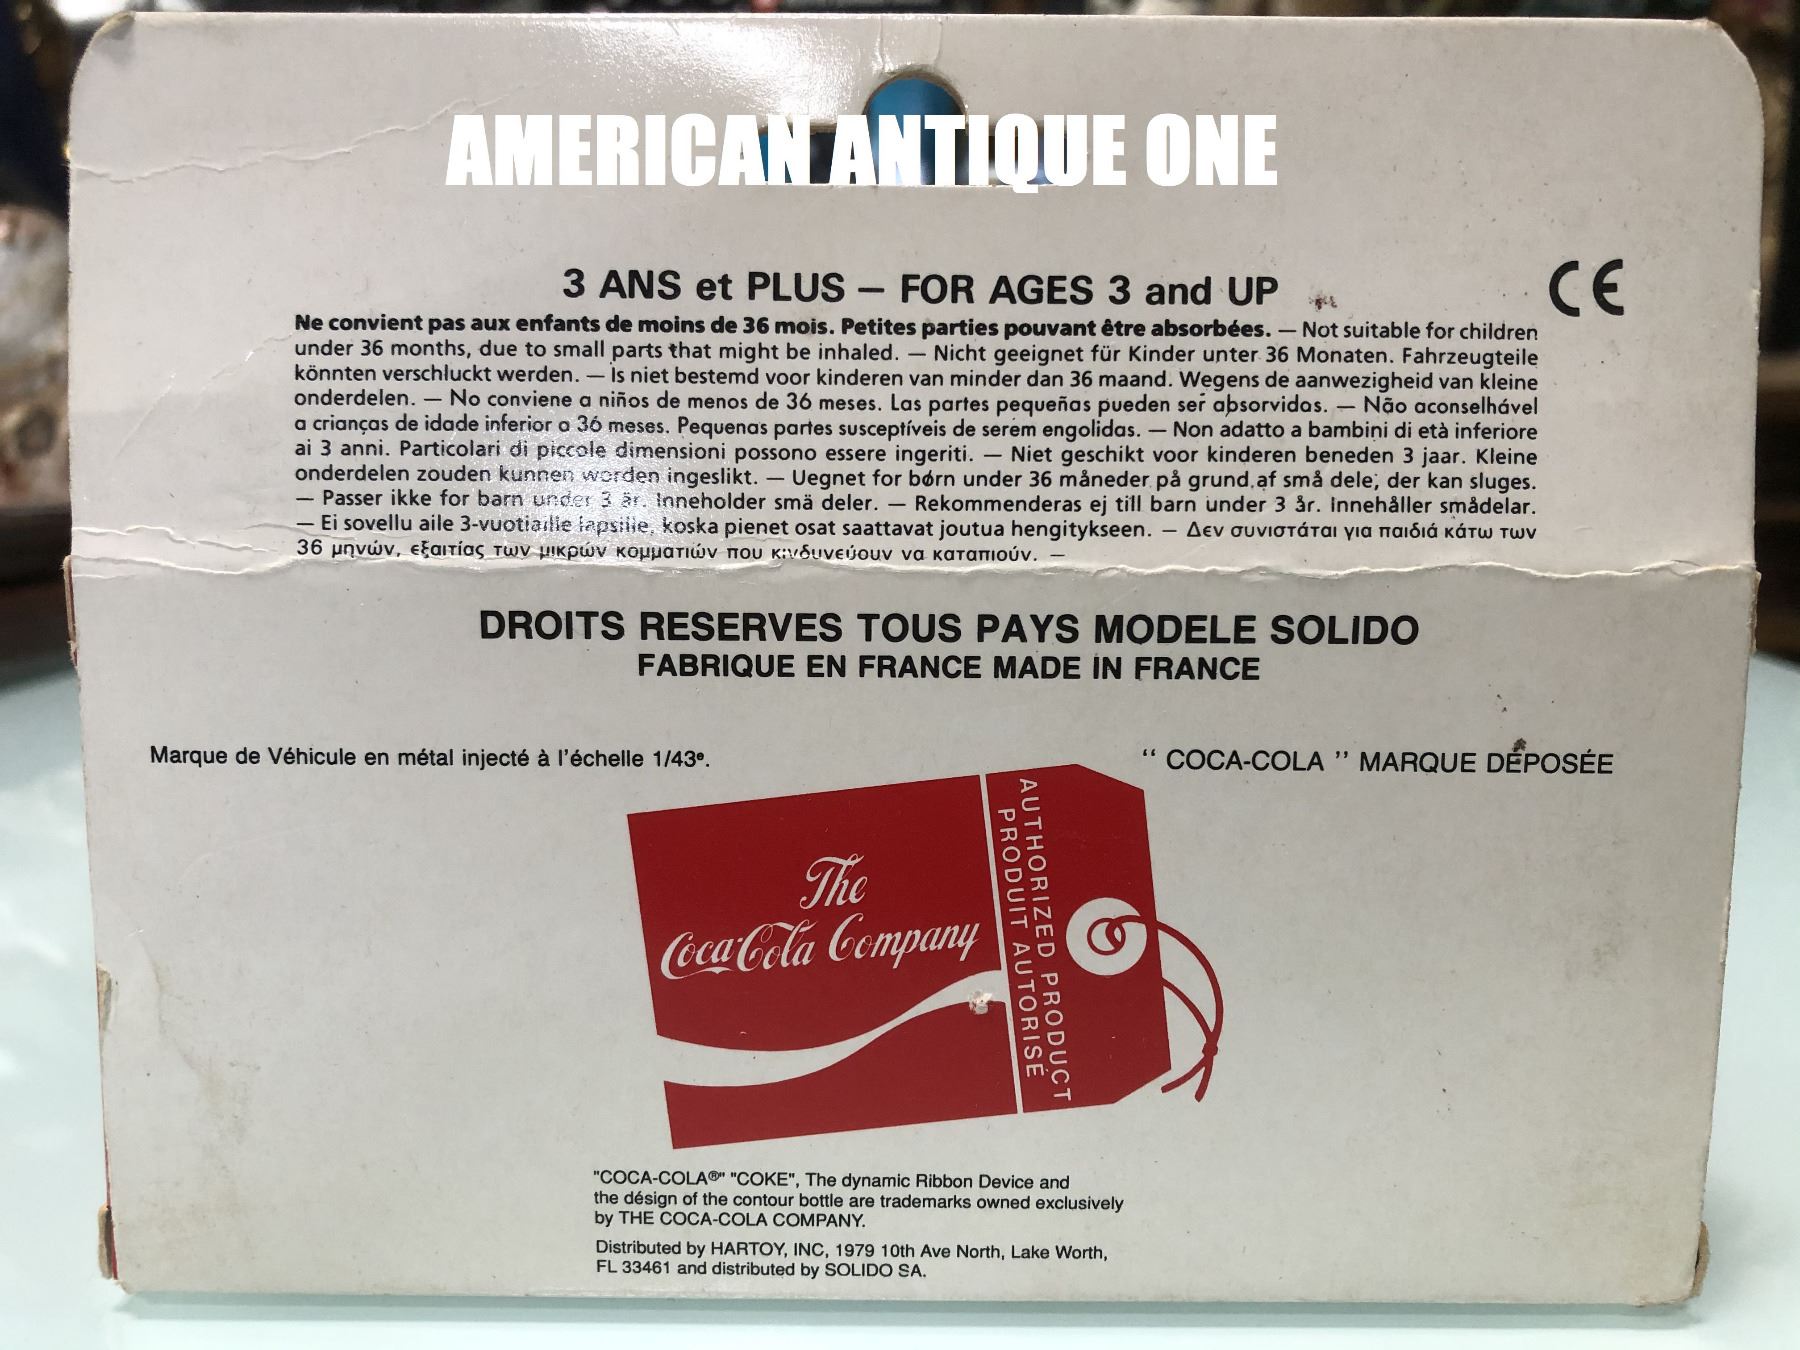 AMERICAN ANTIQUE ONE
3 ANS et PLUS – FOR AGES 3 and UP
CE
Ne convient pas aux enfants de moins de 36 mois. Petites parties pouvant être absorbées. — Not suitable for children
under 36 months, due to small parts that might be inhaled. — Nicht geeignet für Kinder unter 36 Monaten. Fahrzeugteile
könnten verschluckt werden. — Is niet bestemd voor kinderen van minder dan 36 maand. Wegens de aanwezigheid van kleine
onderdelen. — No conviene a niños de menos de 36 meses. Las partes pequeñas pueden ser absorvidas. — Não aconselhável
a crianças de idade inferior a 36 meses. Pequenas partes susceptíveis de serem engolidas. — Non adatto a bambini di età inferiore
ai 3 anni. Particolari di piccole dimensioni possono essere ingeriti. — Niet geschikt voor kinderen beneden 3 jaar. Kleine
onderdelen zouden kunnen worden ingeslikt. — Uegnet for børn under 36 måneder på grund af små dele, der kan sluges.
— Passer ikke for barn under 3 år. Inneholder smä deler. — Rekommenderas ej till barn under 3 år. Innehåller smådelar.
— Ei sovellu aile 3-vuotiaille lapsille, koska pienet osat saattavat joutua hengitykseen. — Δεν συνιστάται για παιδιά κάτω των
36 μηνών, εξαιτίας των μικρών κομματιών που κινδυνεύουν να καταπιούν. —
DROITS RESERVES TOUS PAYS MODELE SOLIDO
FABRIQUE EN FRANCE MADE IN FRANCE
Marque de Véhicule en métal injecté à l'échelle 1/43e.
“ COCA-COLA ” MARQUE DÉPOSÉE
The
Coca-Cola Company
AUTHORIZED PRODUCT
PRODUIT AUTORISÉ
"COCA-COLA®" "COKE", The dynamic Ribbon Device and
the désign of the contour bottle are trademarks owned exclusively
by THE COCA-COLA COMPANY.
Distributed by HARTOY, INC, 1979 10th Ave North, Lake Worth,
FL 33461 and distributed by SOLIDO SA.